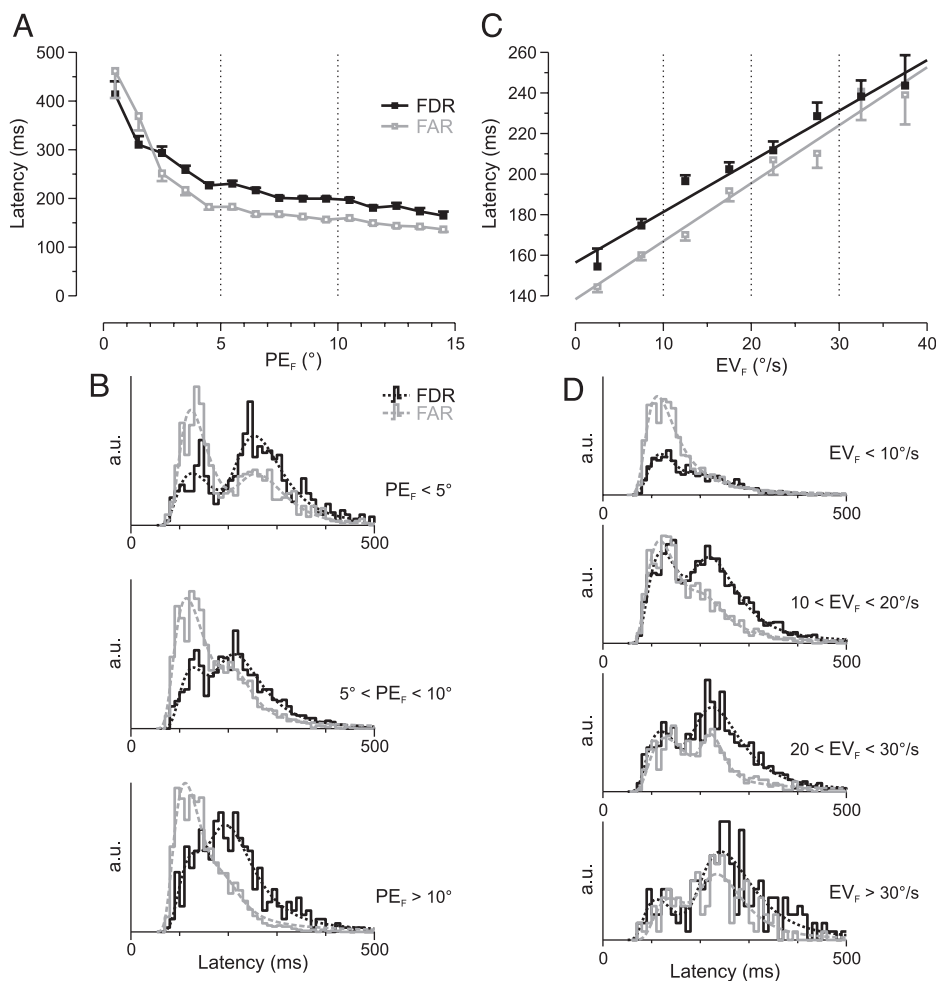 A
500
400
300
200
100
0
Latency (ms)
FDR
FAR
0
5
10
15
PE_F (°)
C
260
240
220
200
180
160
140
Latency (ms)
0
10
20
30
40
EV_F (°/s)
B
FDR
FAR
a.u.
PE_F < 5°
0
500
a.u.
5° < PE_F < 10°
0
500
a.u.
PE_F > 10°
0
500
Latency (ms)
D
a.u.
EV_F < 10°/s
0
500
a.u.
10 < EV_F < 20°/s
0
500
a.u.
20 < EV_F < 30°/s
0
500
a.u.
EV_F > 30°/s
0
500
Latency (ms)